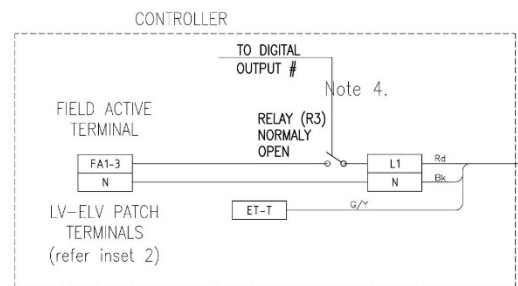 CONTROLLER
TO DIGITAL
OUTPUT #
Note 4.
FIELD ACTIVE
TERMINAL
RELAY (R3)
NORMALY
OPEN
FA1-3
L1
Rd
N
N
Bk
LV-ELV PATCH
TERMINALS
(refer inset 2)
ET-T
G/Y